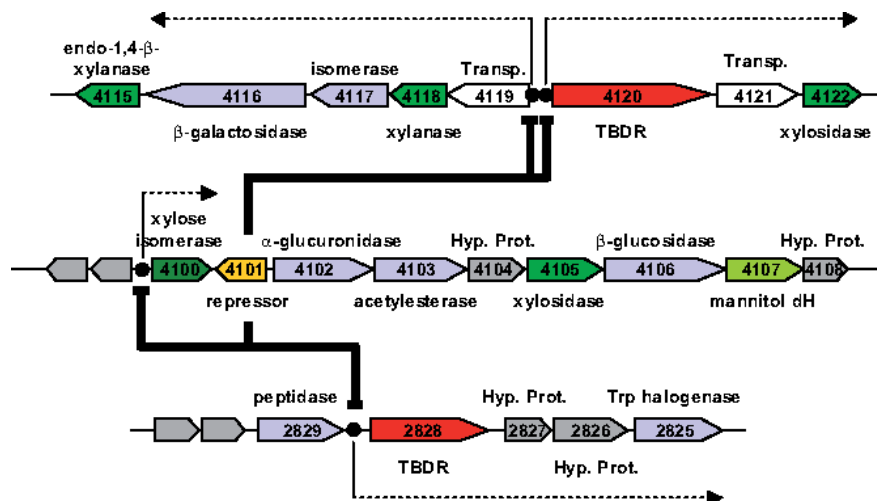 endo-1,4-β-
xylanase
isomerase
Transp.
Transp.
4115
4116
4117
4118
4119
4120
4121
4122
β-galactosidase
xylanase
TBDR
xylosidase
xylose
isomerase
α-glucuronidase
Hyp. Prot.
β-glucosidase
Hyp. Prot.
4100
4101
4102
4103
4104
4105
4106
4107
4108
repressor
acetylesterase
xylosidase
mannitol dH
peptidase
Hyp. Prot.
Trp halogenase
2829
2828
2827
2826
2825
TBDR
Hyp. Prot.